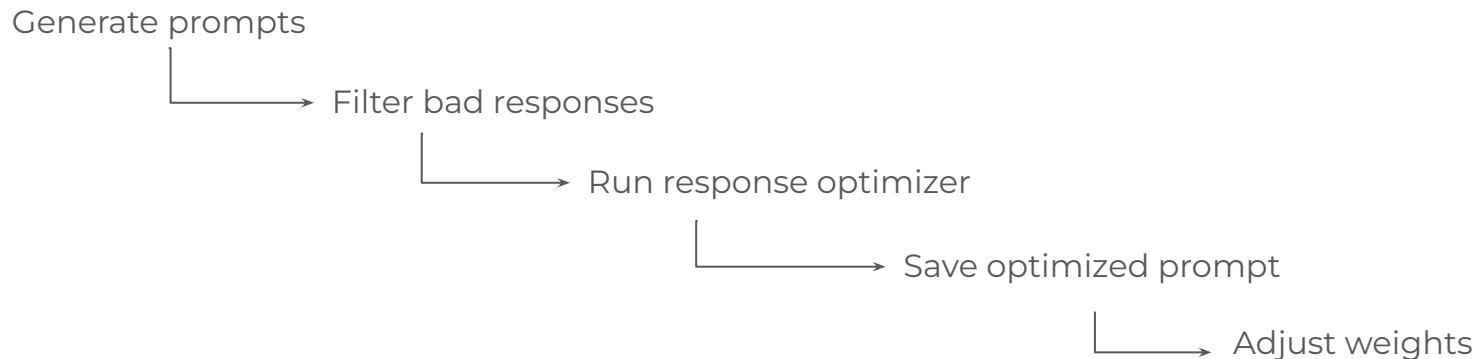 Generate prompts
Filter bad responses
Run response optimizer
Save optimized prompt
Adjust weights